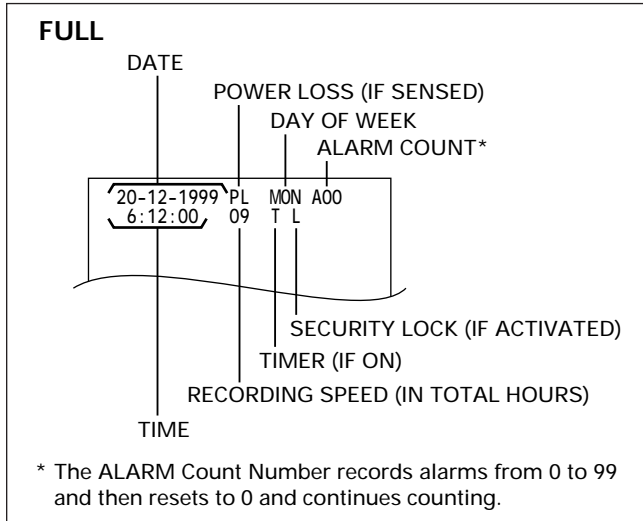 FULL
DATE
POWER LOSS (IF SENSED)
DAY OF WEEK
ALARM COUNT*
20-12-1999 PL MON A00
6:12:00 09 T L
SECURITY LOCK (IF ACTIVATED)
TIMER (IF ON)
RECORDING SPEED (IN TOTAL HOURS)
TIME
* The ALARM Count Number records alarms from 0 to 99
and then resets to 0 and continues counting.